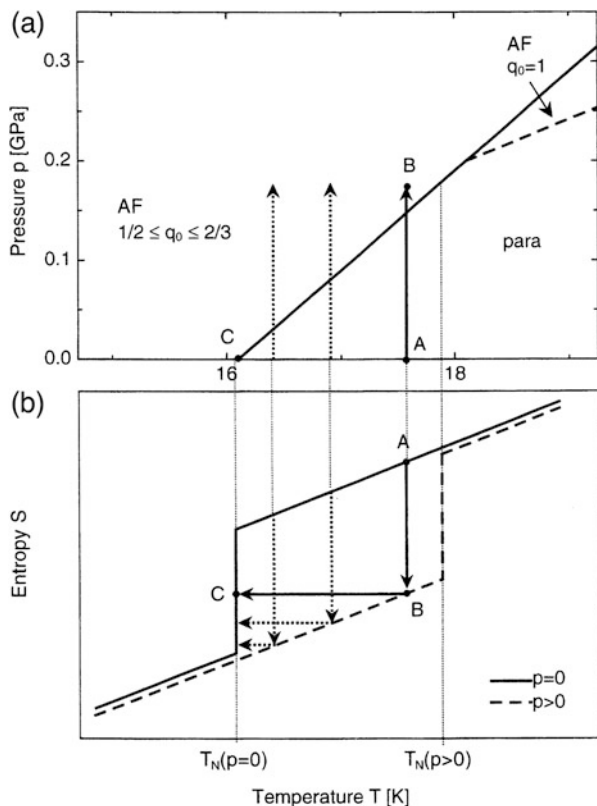 (a)
0.3
0.2
0.1
0.0
Pressure p [GPa]
AF
q₀=1
B
AF
1/2 ≤ q₀ ≤ 2/3
para
C
A
16
18
(b)
Entropy S
A
C
B
p=0
p>0
T_N(p=0)
T_N(p>0)
Temperature T [K]